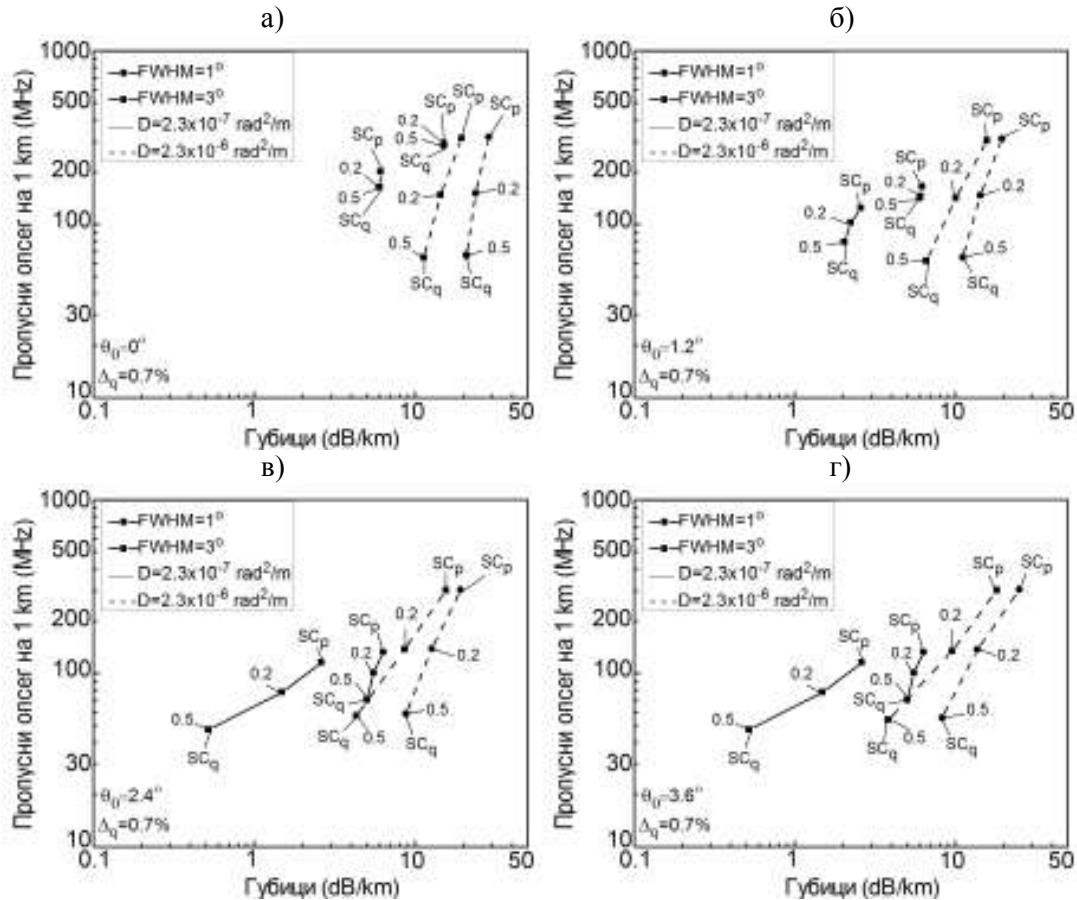 а)
б)
Пропусни опсег на 1 km (MHz)
1000
500
300
200
100
30
10
FWHM=1°
FWHM=3°
D=2.3x10⁻⁷ rad²/m
D=2.3x10⁻⁶ rad²/m
SCp
SCp
SCp
0.2
0.5
SCq
SCp
0.2
0.5
SCq
0.2
0.2
0.5
0.5
SCq
SCq
θ₀=0°
Δq=0.7%
0.1
1
10
50
Губици (dB/km)
Пропусни опсег на 1 km (MHz)
1000
500
300
200
100
30
10
FWHM=1°
FWHM=3°
D=2.3x10⁻⁷ rad²/m
D=2.3x10⁻⁶ rad²/m
SCp
SCp
SCp
SCp
0.2
0.5
SCq
0.2
0.2
0.2
0.5
SCq
0.5
0.5
SCq
SCq
θ₀=1.2°
Δq=0.7%
0.1
1
10
50
Губици (dB/km)
в)
г)
Пропусни опсег на 1 km (MHz)
1000
500
300
200
100
30
10
FWHM=1°
FWHM=3°
D=2.3x10⁻⁷ rad²/m
D=2.3x10⁻⁶ rad²/m
SCp
SCp
SCp
SCp
0.2
0.2
0.2
0.2
0.5
0.5
SCq
SCq
SCq
0.5
0.5
SCq
θ₀=2.4°
Δq=0.7%
0.1
1
10
50
Губици (dB/km)
Пропусни опсег на 1 km (MHz)
1000
500
300
200
100
30
10
FWHM=1°
FWHM=3°
D=2.3x10⁻⁷ rad²/m
D=2.3x10⁻⁶ rad²/m
SCp
SCp
SCp
SCp
0.2
0.2
0.2
0.2
0.5
0.5
SCq
SCq
SCq
0.5
0.5
SCq
θ₀=3.6°
Δq=0.7%
0.1
1
10
50
Губици (dB/km)